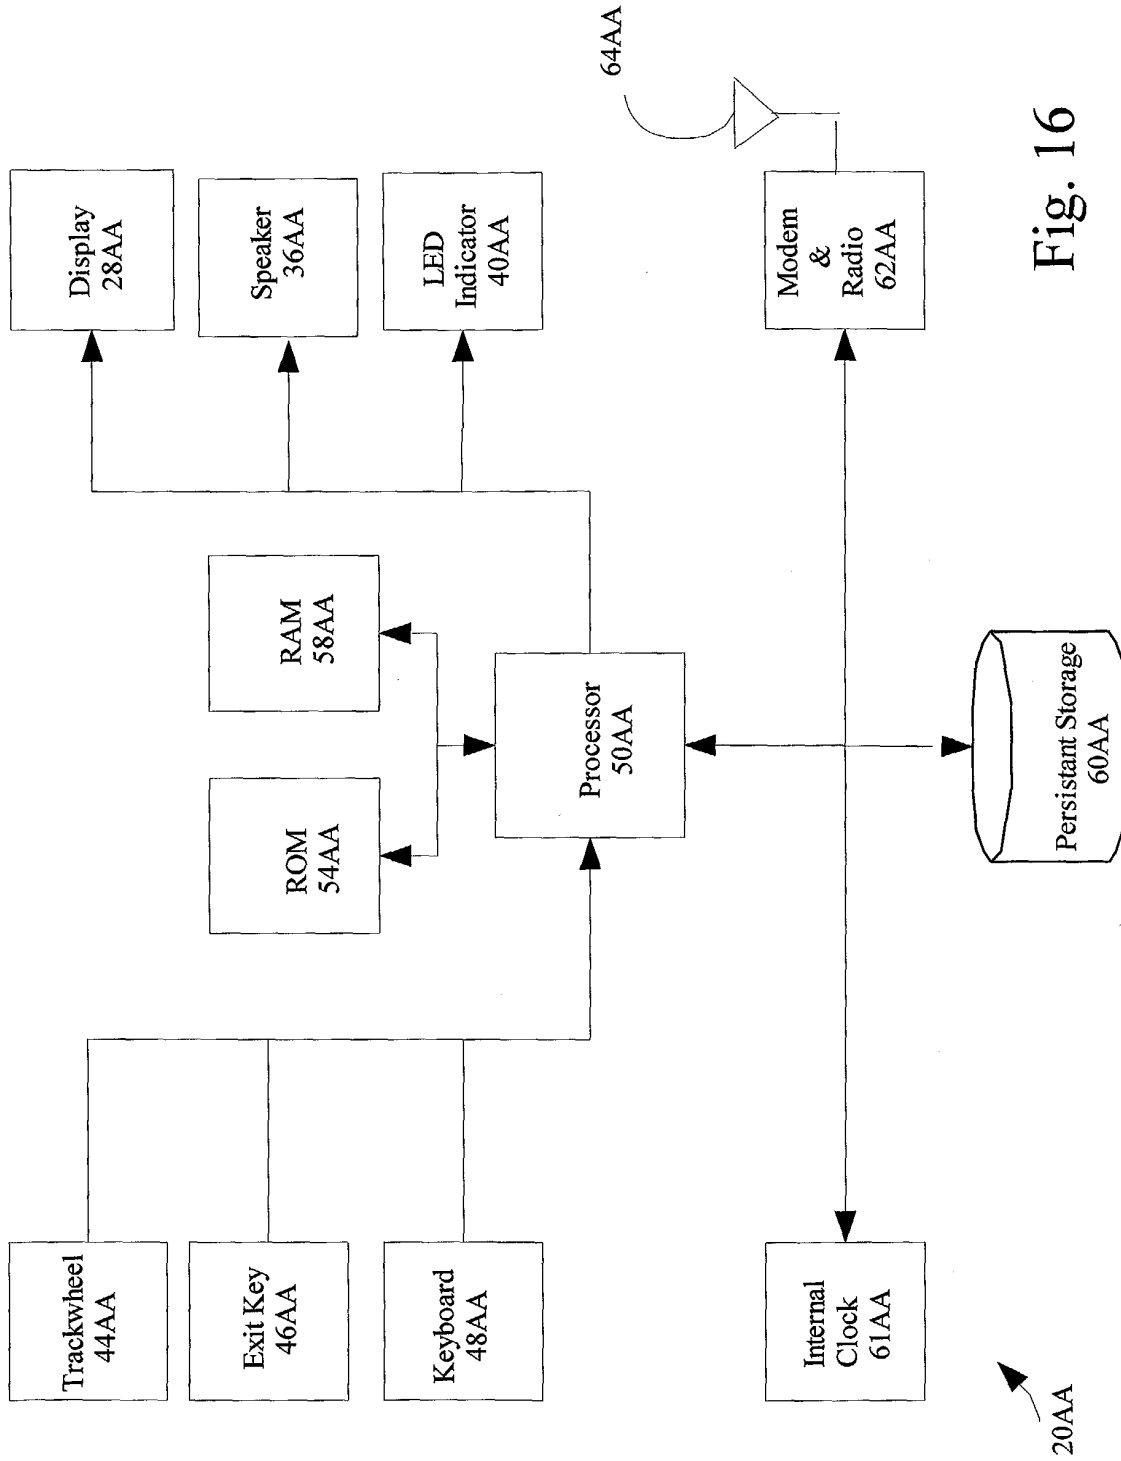 Trackwheel
44AA
Exit Key
46AA
Keyboard
48AA
ROM
54AA
RAM
58AA
Display
28AA
Speaker
36AA
LED
Indicator
40AA
Processor
50AA
Internal
Clock
61AA
Persistant Storage
60AA
Modem
&
Radio
62AA
64AA
20AA
Fig. 16